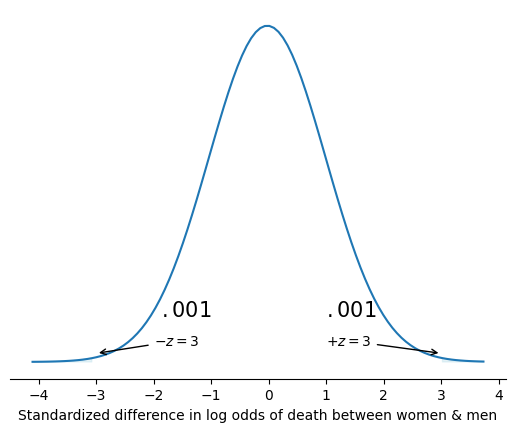 .001 .001
−z = 3 +z = 3
−4 −3 −2 −1 0 1 2 3 4
Standardized difference in log odds of death between women & men